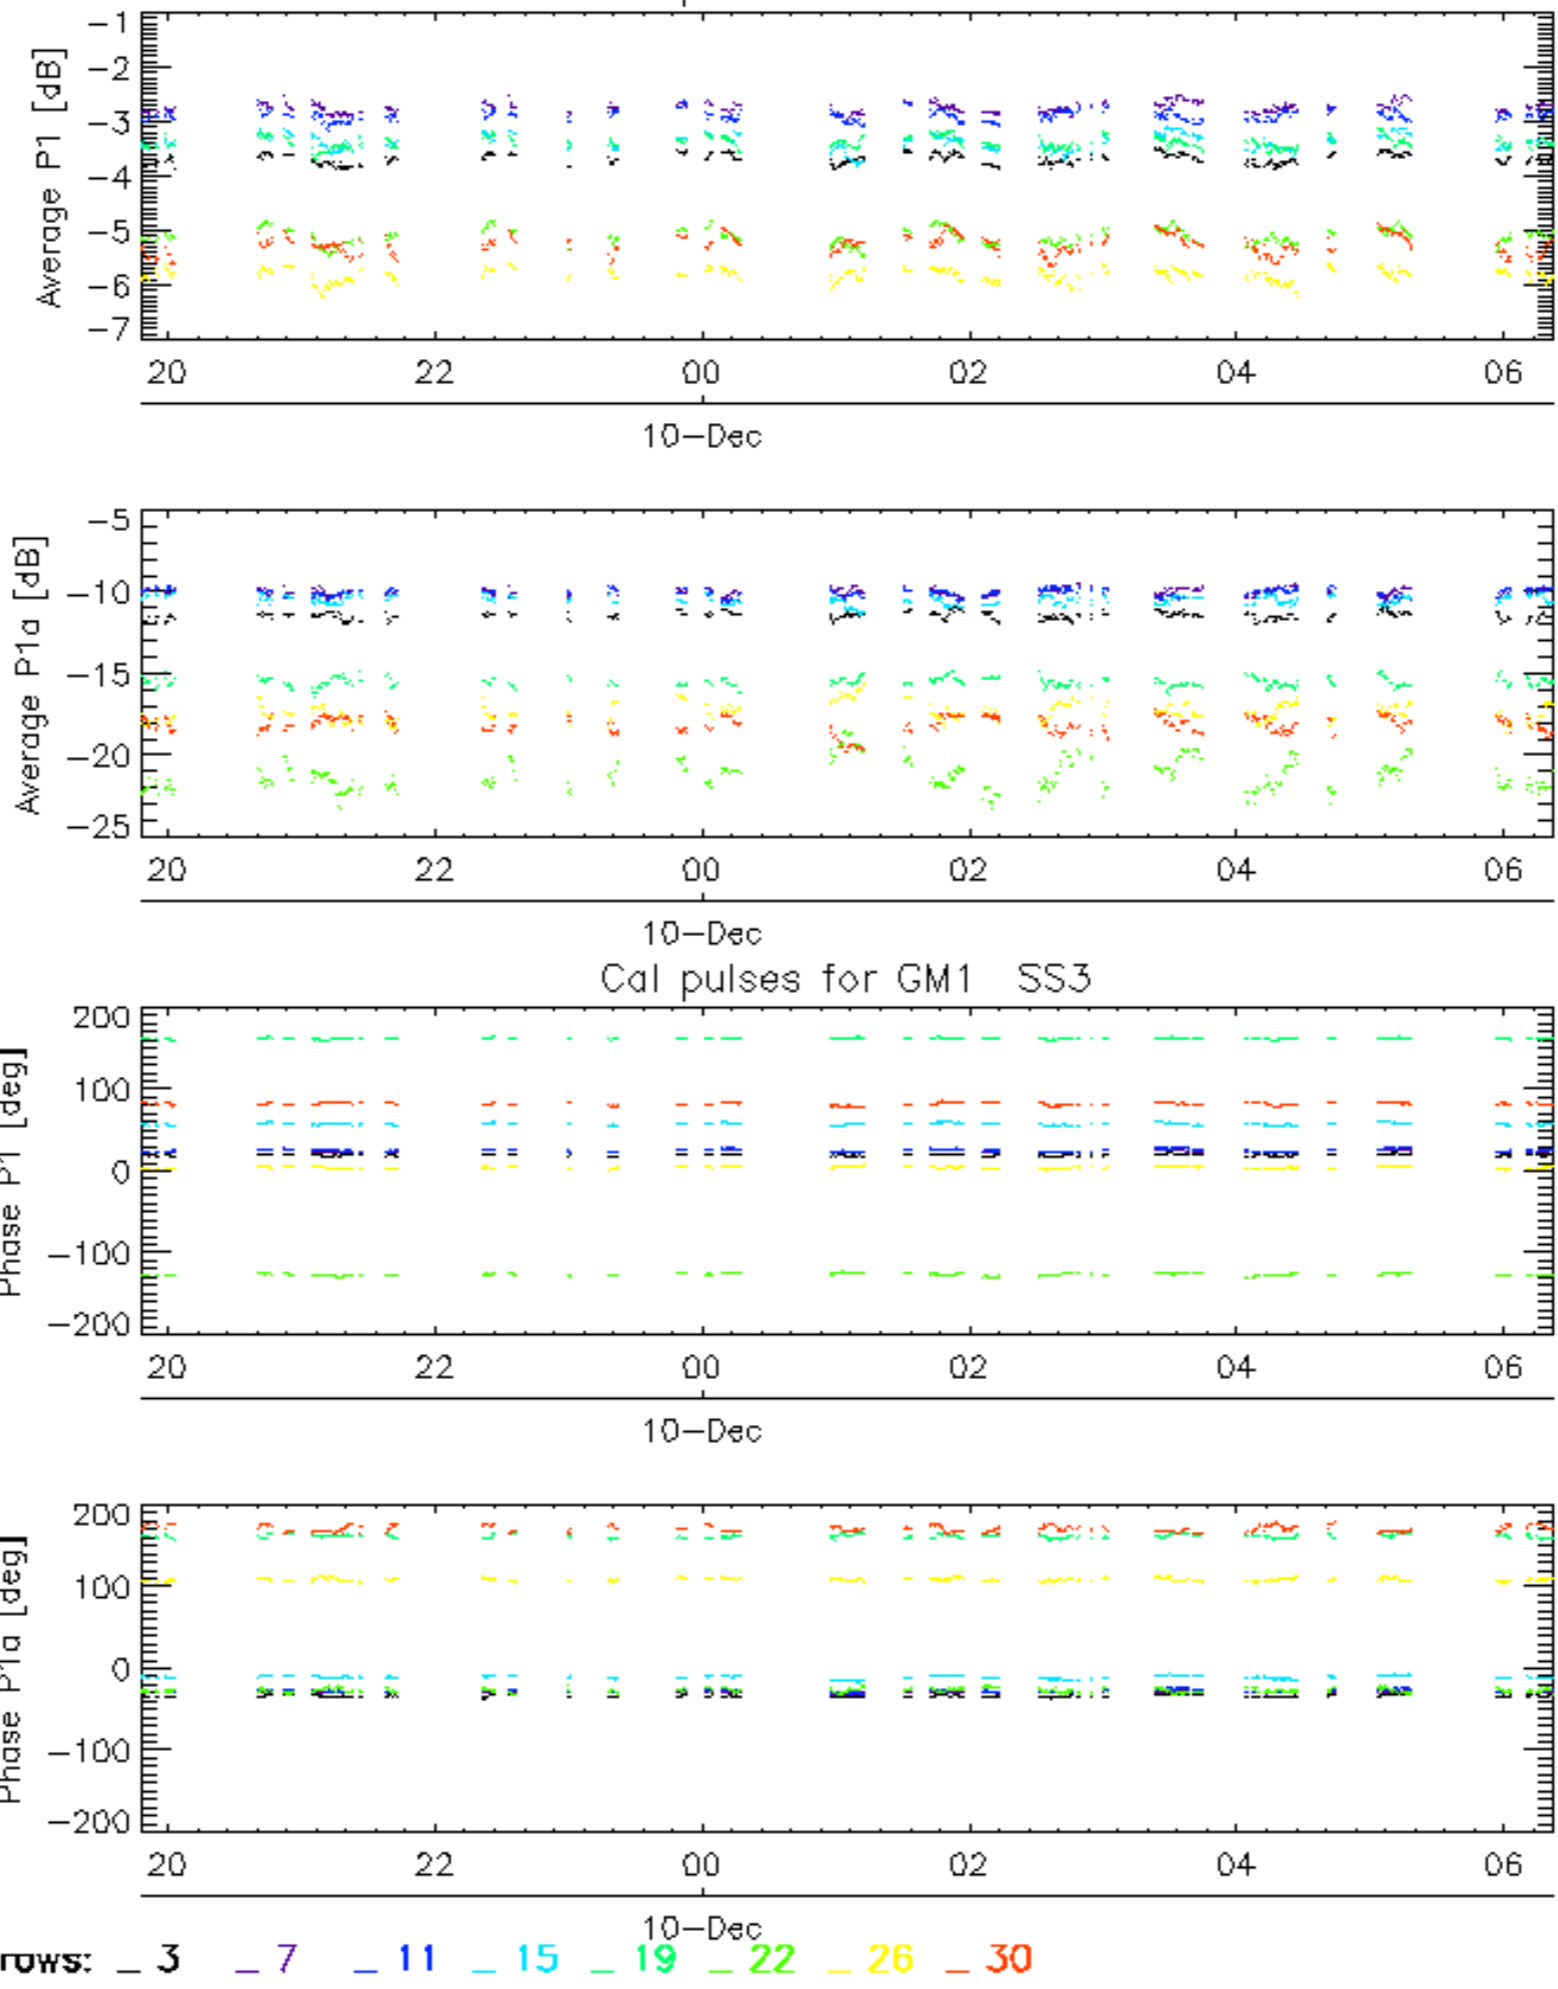 Average P1 [dB]
-1
-2
-3
-4
-5
-6
-7
20 22 00 02 04 06
10-Dec
Average P1a [dB]
-5
-10
-15
-20
-25
20 22 00 02 04 06
10-Dec
Cal pulses for GM1 SS3
Phase P1 [deg]
200
100
0
-100
-200
20 22 00 02 04 06
10-Dec
Phase P1a [deg]
200
100
0
-100
-200
20 22 00 02 04 06
10-Dec
rows: _ 3 _ 7 _ 11 _ 15 _ 19 _ 22 _ 26 _ 30